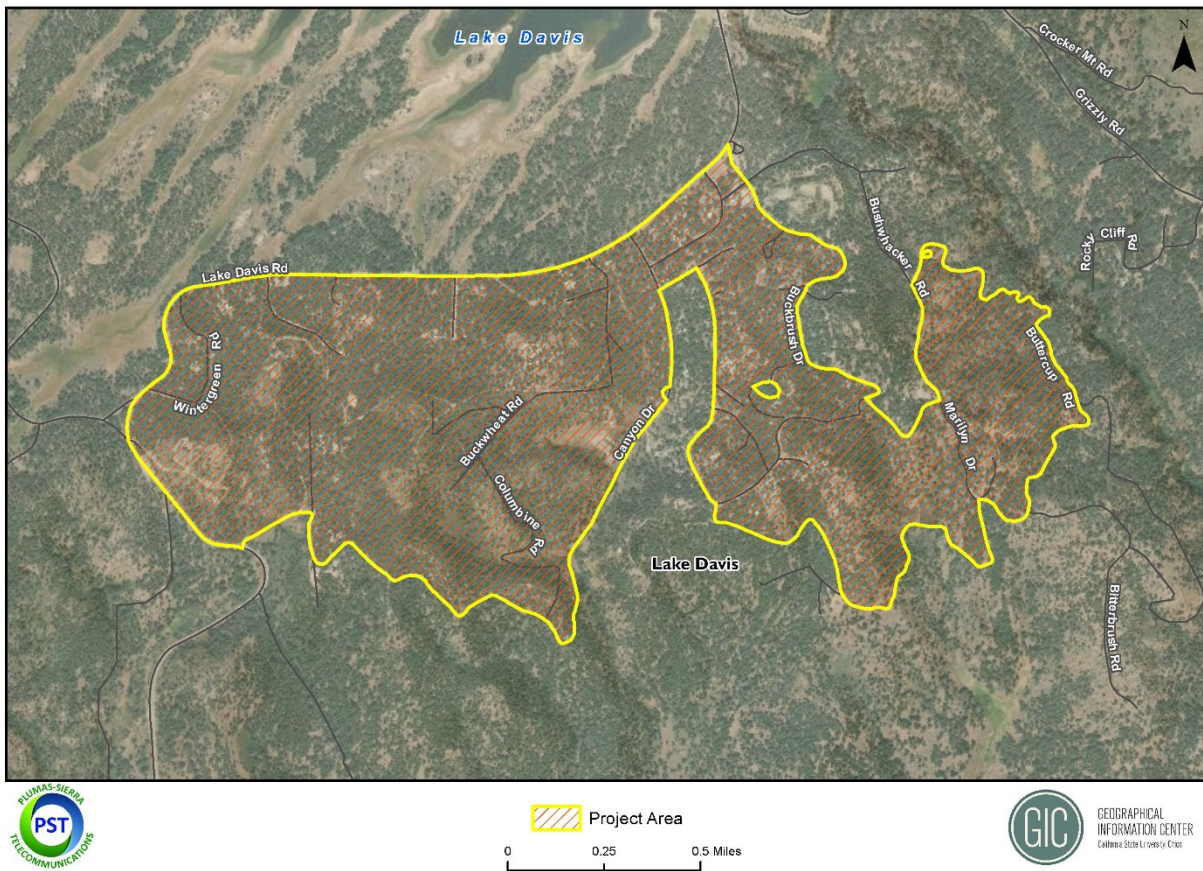 Lake Davis
N
Crocker Mt Rd
Grizzly Rd
Bushwhacker Rd
Rocky Cliff Rd
Lake Davis Rd
Buckbrush Dr
Buttercup Rd
Wintergreen Rd
Buckwheat Rd
Canyon Dr
Marilyn Dr
Columbine Rd
Lake Davis
Bitterbrush Rd
PLUMAS-SIERRA
PST
TELECOMMUNICATIONS
Project Area
0 0.25 0.5 Miles
GIC
GEOGRAPHICAL
INFORMATION CENTER
California State University, Chico